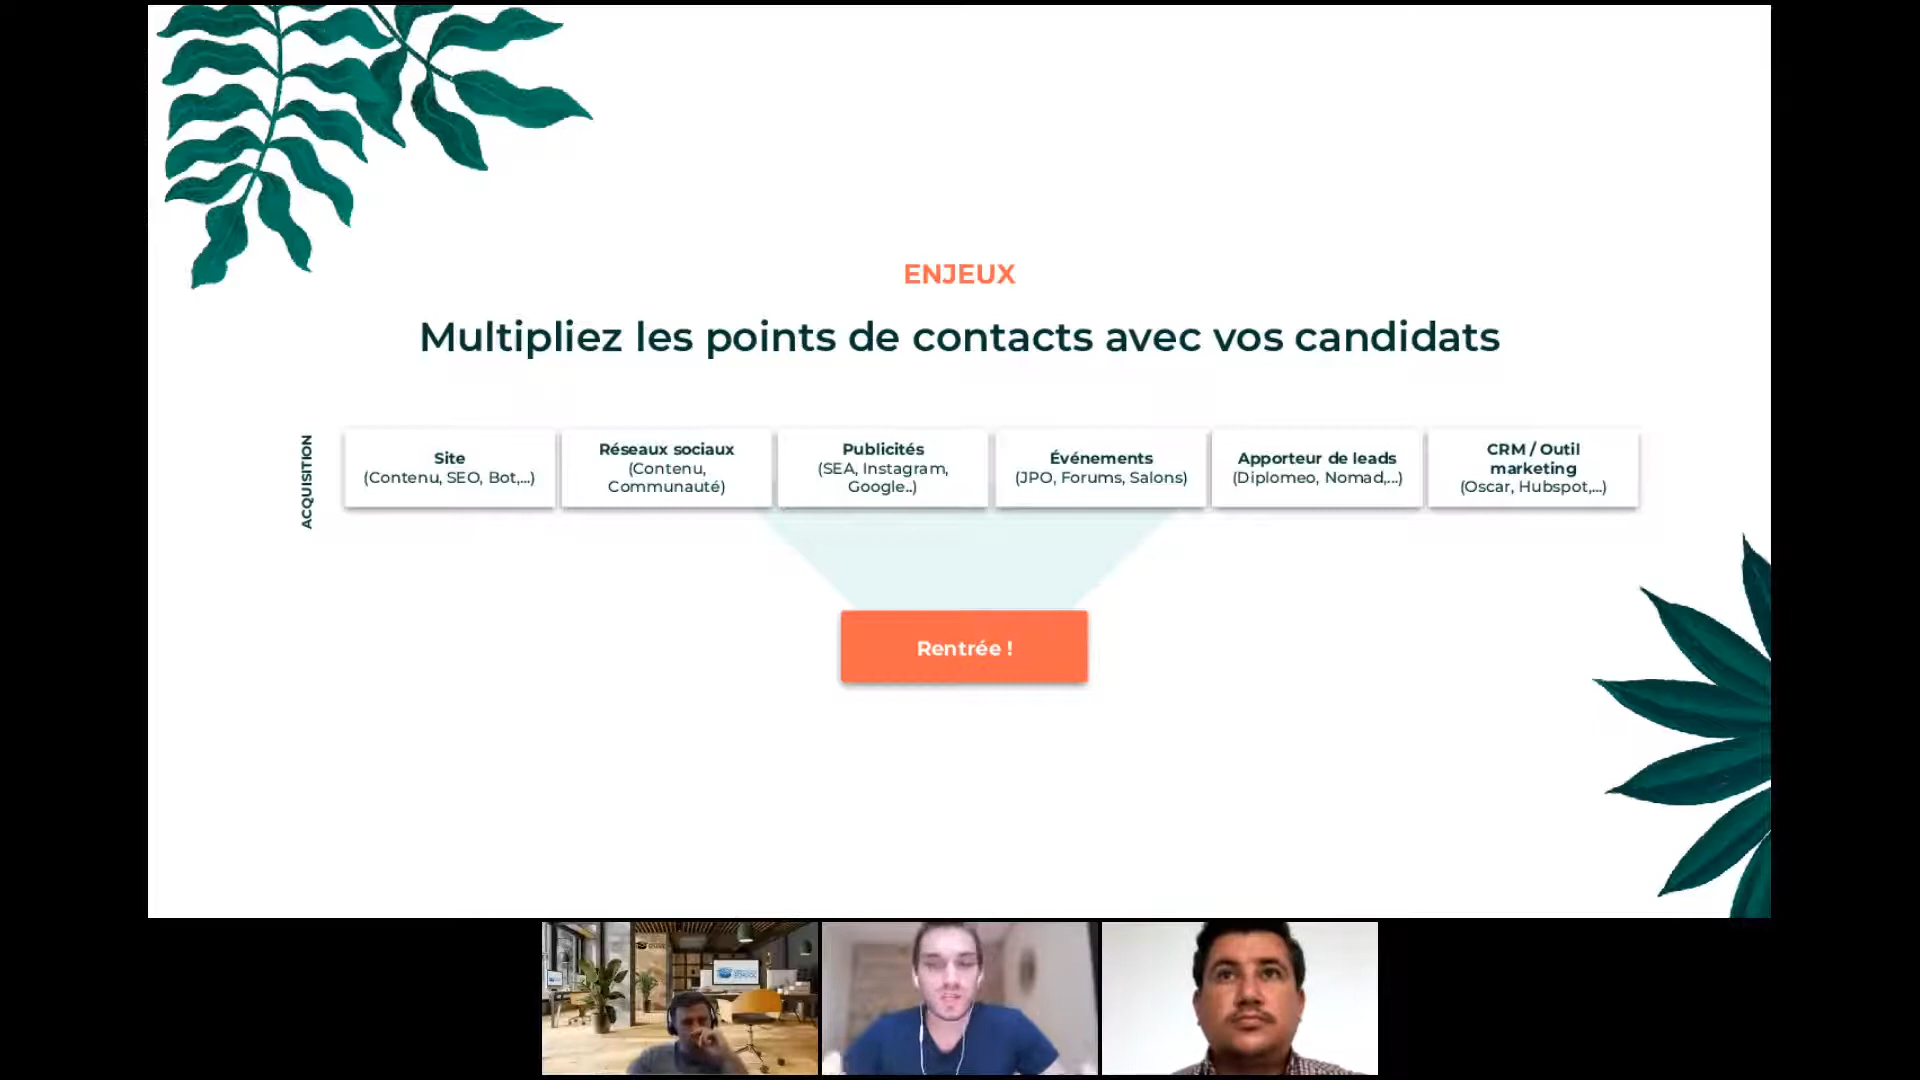 ENJEUX
Multipliez les points de contacts avec vos candidats
ACQUISITION
Site
(Contenu, SEO, Bot,...)
Réseaux sociaux
(Contenu,
Communauté)
Publicités
(SEA, Instagram,
Google..)
Événements
(JPO, Forums, Salons)
Apporteur de leads
(Diplomeo, Nomad,...)
CRM / Outil
marketing
(Oscar, Hubspot,...)
Rentrée !